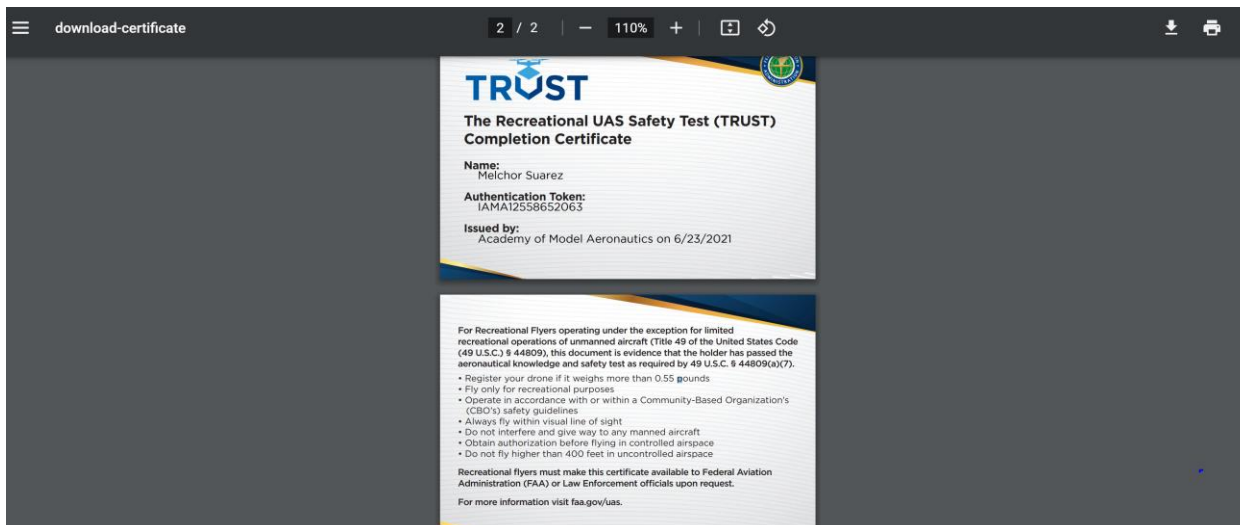 download-certificate
2 / 2 | − 110% + |
TRUST
The Recreational UAS Safety Test (TRUST)
Completion Certificate
Name:
Melchor Suarez
Authentication Token:
IAMA12558652063
Issued by:
Academy of Model Aeronautics on 6/23/2021
For Recreational Flyers operating under the exception for limited
recreational operations of unmanned aircraft (Title 49 of the United States Code
(49 U.S.C.) § 44809), this document is evidence that the holder has passed the
aeronautical knowledge and safety test as required by 49 U.S.C. § 44809(a)(7).
• Register your drone if it weighs more than 0.55 pounds
• Fly only for recreational purposes
• Operate in accordance with or within a Community-Based Organization's
(CBO's) safety guidelines
• Always fly within visual line of sight
• Do not interfere and give way to any manned aircraft
• Obtain authorization before flying in controlled airspace
• Do not fly higher than 400 feet in uncontrolled airspace
Recreational flyers must make this certificate available to Federal Aviation
Administration (FAA) or Law Enforcement officials upon request.
For more information visit faa.gov/uas.